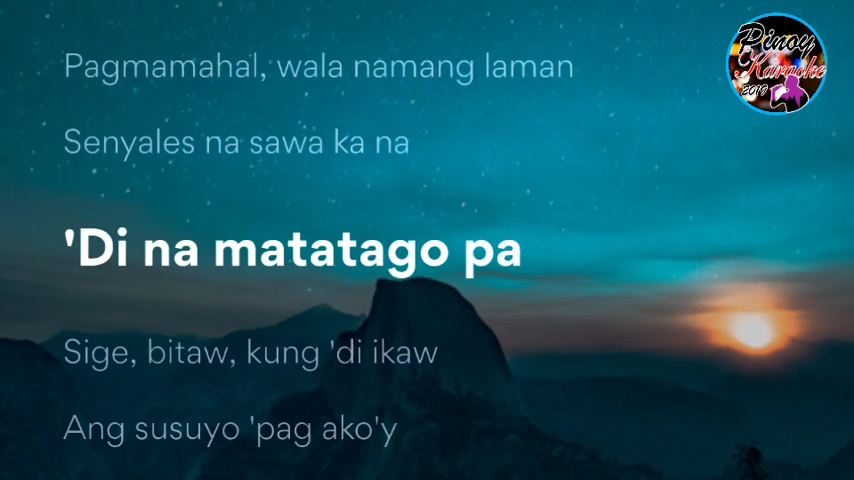 Pagmamahal, wala namang laman
Senyales na sawa ka na
'Di na matatago pa
Sige, bitaw, kung 'di ikaw
Ang susuyo 'pag ako'y
Pinoy
Karaoke
2019